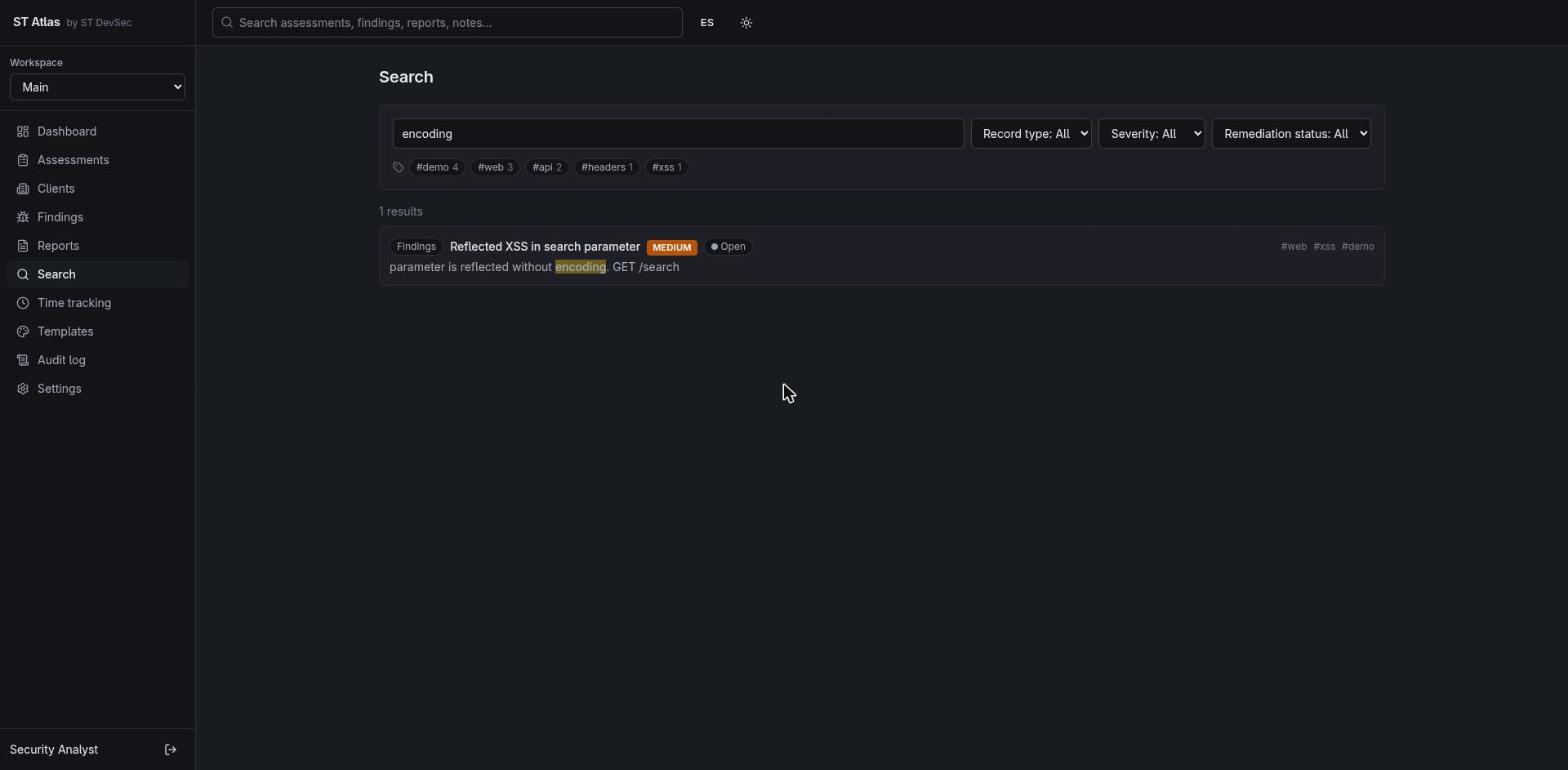 ST Atlas by ST DevSec
Search assessments, findings, reports, notes...
ES
Workspace
Main
Dashboard
Assessments
Clients
Findings
Reports
Search
Time tracking
Templates
Audit log
Settings
Security Analyst
Search
encoding
Record type: All
Severity: All
Remediation status: All
#demo 4 #web 3 #api 2 #headers 1 #xss 1
1 results
Findings Reflected XSS in search parameter MEDIUM Open #web #xss #demo
parameter is reflected without encoding. GET /search